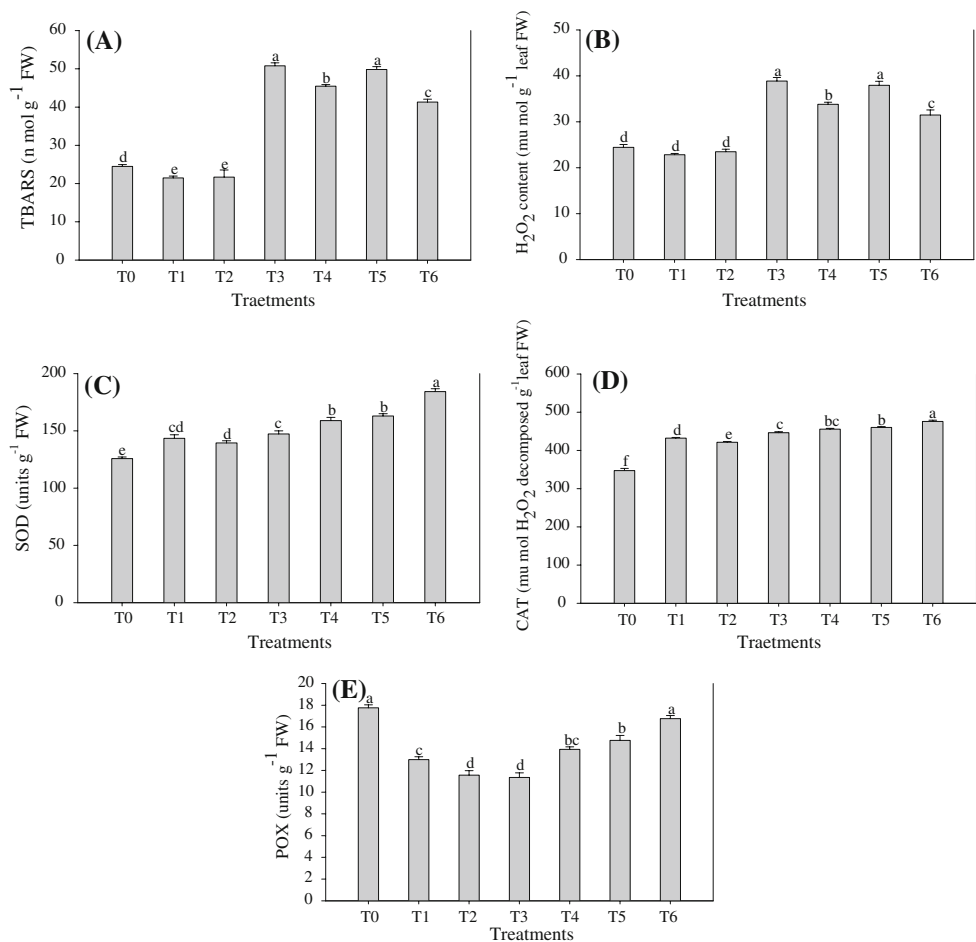 (A)
TBARS (n mol g-1 FW)
60
50
40
30
20
10
0
d
e
e
a
b
a
c
T0 T1 T2 T3 T4 T5 T6
Traetments
(B)
H2O2 content (mu mol g-1 leaf FW)
50
40
30
20
10
0
d
d
d
a
b
a
c
T0 T1 T2 T3 T4 T5 T6
Treatments
(C)
SOD (units g-1 FW)
200
150
100
50
0
e
cd
d
c
b
b
a
T0 T1 T2 T3 T4 T5 T6
Treatments
(D)
CAT (mu mol H2O2 decomposed g-1leaf FW)
600
500
400
300
200
100
0
f
d
e
c
bc
b
a
T0 T1 T2 T3 T4 T5 T6
Traetments
(E)
POX (units g-1 FW)
20
18
16
14
12
10
8
6
4
2
0
a
c
d
d
bc
b
a
T0 T1 T2 T3 T4 T5 T6
Treatments